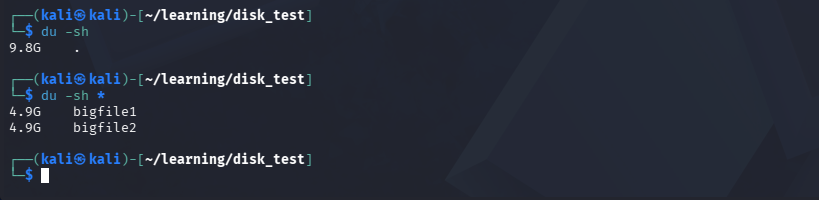 ┌──(kali㉿kali)-[~/learning/disk_test]
└─$ du -sh
9.8G    .
┌──(kali㉿kali)-[~/learning/disk_test]
└─$ du -sh *
4.9G    bigfile1
4.9G    bigfile2
┌──(kali㉿kali)-[~/learning/disk_test]
└─$